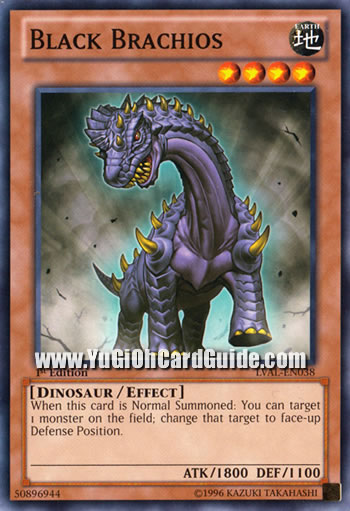 BLACK BRACHIOS
EARTH
地
www.YuGiOhCardGuide.com
1st Edition
LVAL-EN038
[DINOSAUR / EFFECT]
When this card is Normal Summoned: You can target
1 monster on the field; change that target to face-up
Defense Position.
ATK/1800 DEF/1100
50896944
©1996 KAZUKI TAKAHASHI